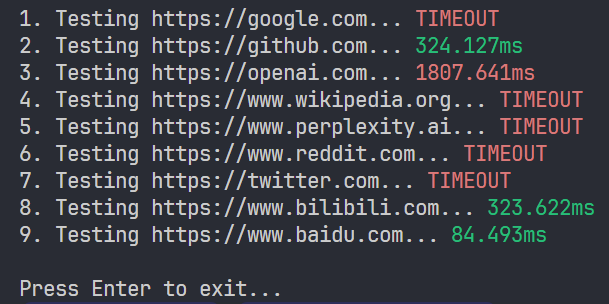 1. Testing https://google.com... TIMEOUT
2. Testing https://github.com... 324.127ms
3. Testing https://openai.com... 1807.641ms
4. Testing https://www.wikipedia.org... TIMEOUT
5. Testing https://www.perplexity.ai... TIMEOUT
6. Testing https://www.reddit.com... TIMEOUT
7. Testing https://twitter.com... TIMEOUT
8. Testing https://www.bilibili.com... 323.622ms
9. Testing https://www.baidu.com... 84.493ms
Press Enter to exit...